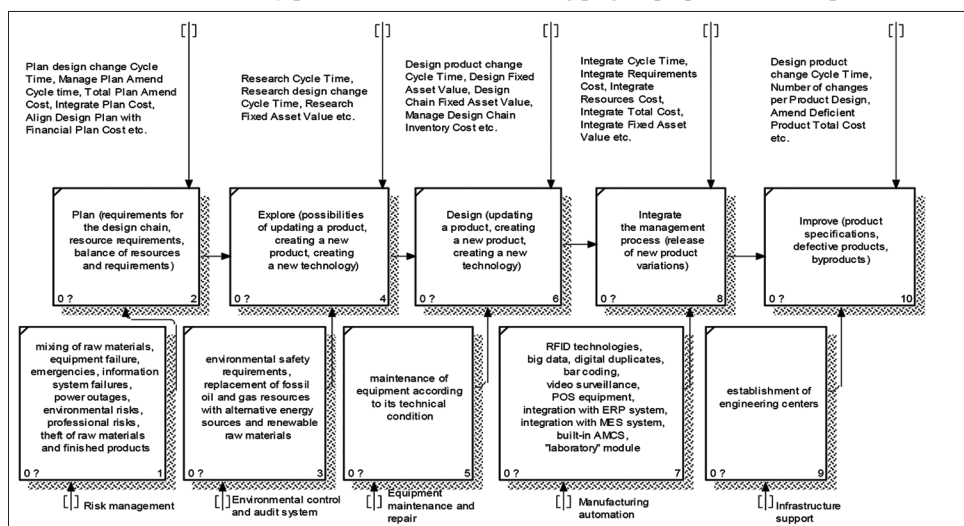 Plan design change Cycle
Time, Manage Plan Amend
Cycle time, Total Plan Amend
Cost, Integrate Plan Cost,
Align Design Plan with
Financial Plan Cost etc.
Research Cycle Time,
Research design change
Cycle Time, Research
Fixed Asset Value etc.
Design product change
Cycle Time, Design Fixed
Asset Value, Design
Chain Fixed Asset Value,
Manage Design Chain
Inventory Cost etc.
Integrate Cycle Time,
Integrate Requirements
Cost, Integrate
Resources Cost,
Integrate Total Cost,
Integrate Fixed Asset
Value etc.
Design product
change Cycle Time,
Number of changes
per Product Design,
Amend Deficient
Product Total Cost
etc.
Plan (requirements for
the design chain,
resource requirements,
balance of resources
and requirements)
0 ? 2
Explore (possibilities
of updating a product,
creating a new
product, creating
a new technology)
0 ? 4
Design (updating
a product, creating
a new product,
creating a new
technology)
0 ? 6
Integrate
the management
process (release
of new product
variations)
0 ? 8
Improve (product
specifications,
defective products,
byproducts)
0 ? 10
mixing of raw materials,
equipment failure,
emergencies, information
system failures,
power outages,
environmental risks,
professional risks,
theft of raw materials
and finished products
0 ? 1
environmental safety
requirements,
replacement of fossil
oil and gas resources
with alternative energy
sources and renewable
raw materials
0 ? 3
maintenance of
equipment according
to its technical
condition
0 ? 5
RFID technologies,
big data, digital duplicates,
bar coding,
video surveillance,
POS equipment,
integration with ERP system,
integration with MES system,
built-in AMCS,
"laboratory" module
0 ? 7
establishment of
engineering centers
0 ? 9
Risk management
Environmental control
and audit system
Equipment
maintenance and
repair
Manufacturing
automation
Infrastructure
support